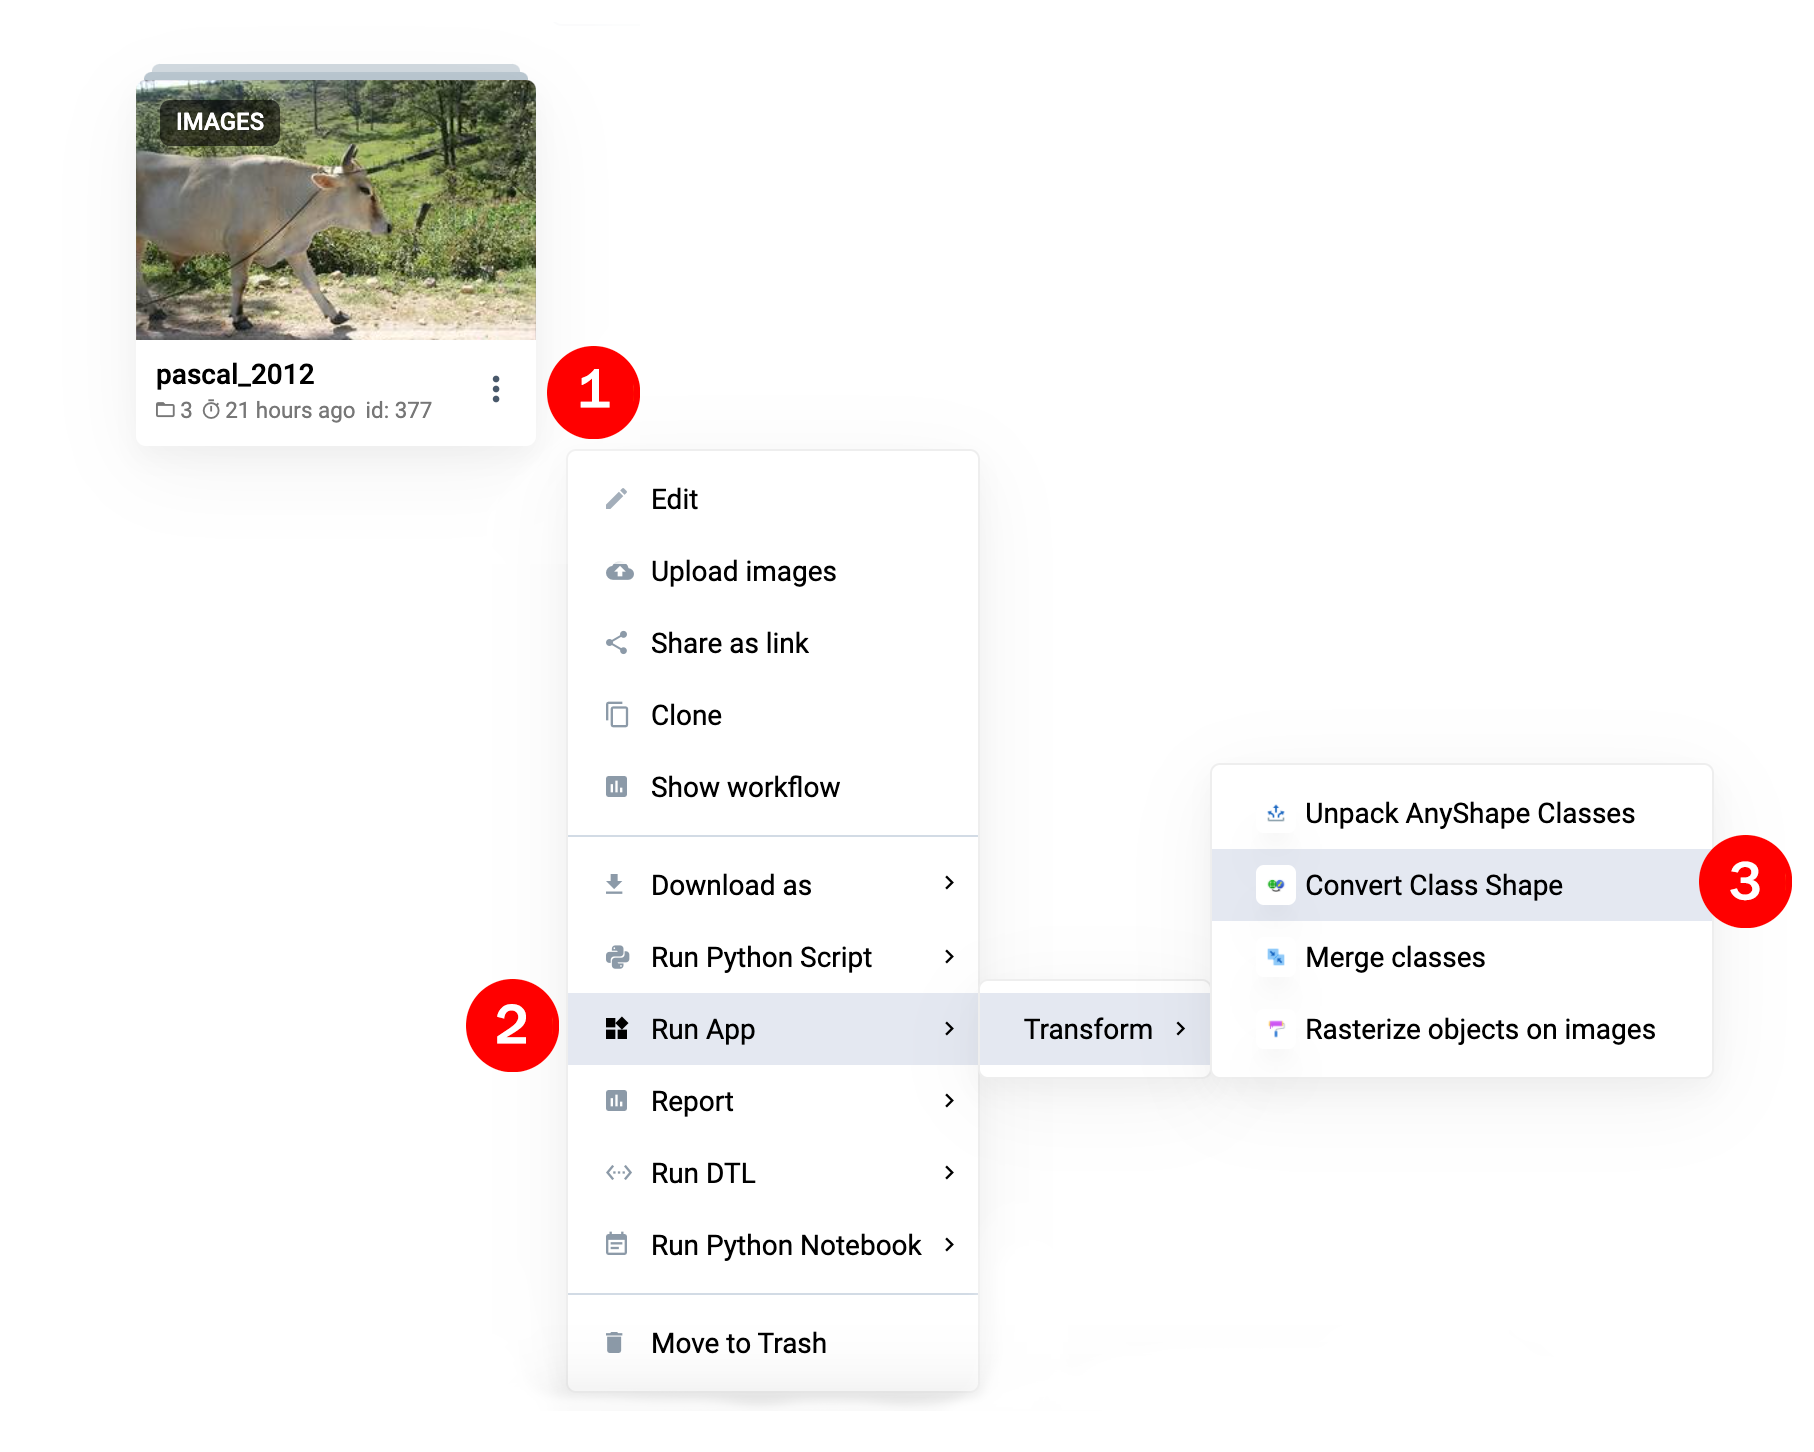 IMAGES
pascal_2012
3 21 hours ago id: 377
1
Edit
Upload images
Share as link
Clone
Show workflow
Download as
Run Python Script
2
Run App
Report
Run DTL
Run Python Notebook
Move to Trash
Transform
Unpack AnyShape Classes
Convert Class Shape
3
Merge classes
Rasterize objects on images